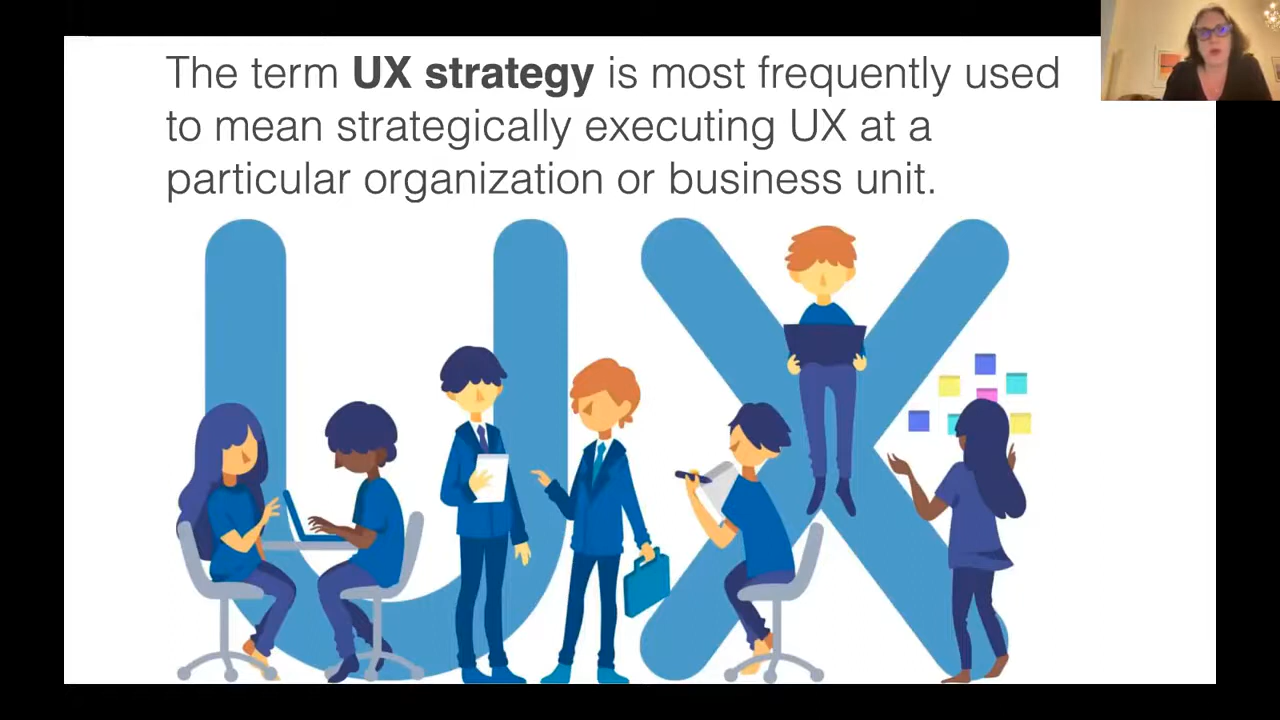 The term UX strategy is most frequently used
to mean strategically executing UX at a
particular organization or business unit.
UX